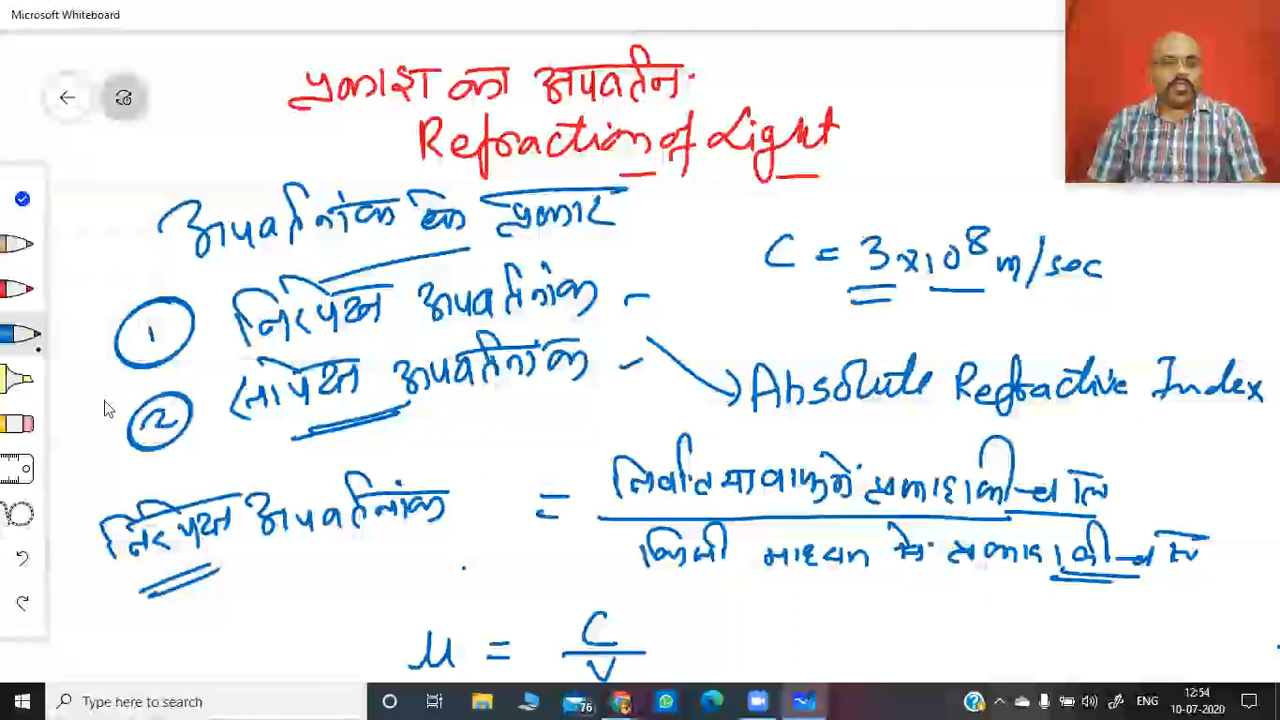 Microsoft Whiteboard
प्रकाश का अपवर्तन
Refraction of Light
अपवर्तनांक के प्रकार
C = 3×10⁸ m/sec
1 निरपेक्ष अपवर्तनांक –
2 सापेक्ष अपवर्तनांक –
Absolute Refractive Index
निरपेक्ष अपवर्तनांक = निर्वात या वायु में प्रकाश की चाल
किसी माध्यम में प्रकाश की चाल
μ = C
V
Type here to search
76
ENG
12:54
10-07-2020